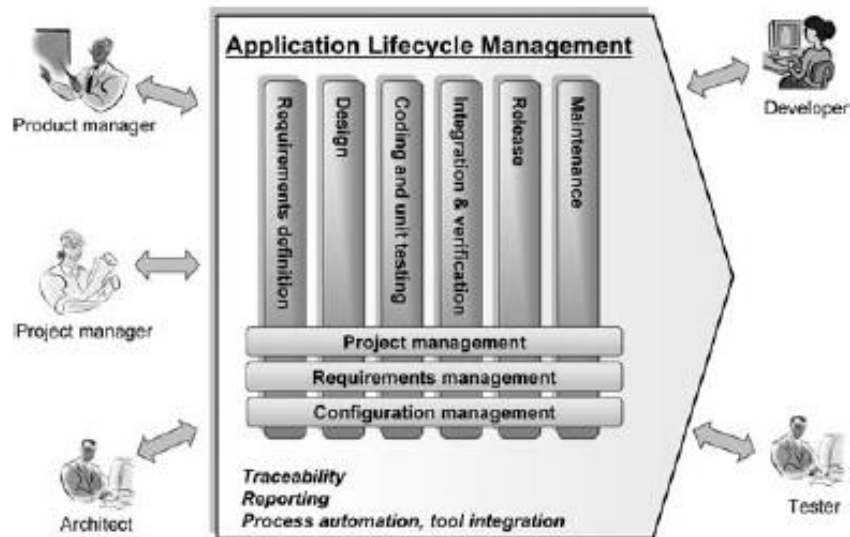 Application Lifecycle Management
Product manager
Project manager
Architect
Requirements definition
Design
Coding and unit testing
Integration & verification
Release
Maintenance
Project management
Requirements management
Configuration management
Traceability
Reporting
Process automation, tool integration
Developer
Tester